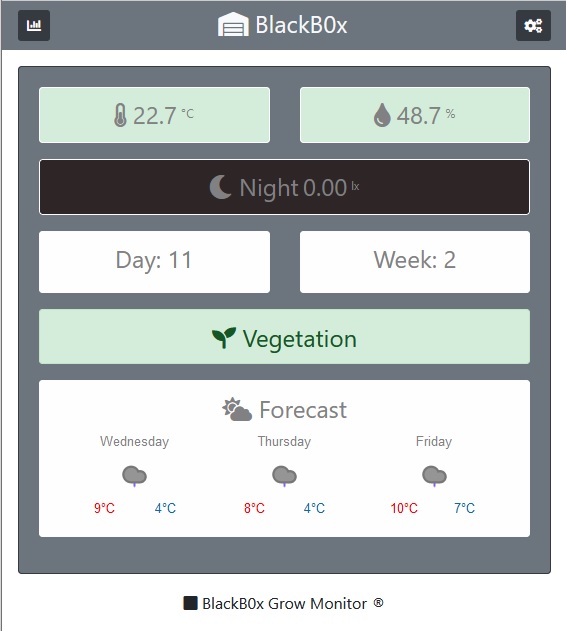 BlackB0x
22.7 °C 48.7 %
Night 0.00 lx
Day: 11 Week: 2
Vegetation
Forecast
Wednesday Thursday Friday
9°C 4°C 8°C 4°C 10°C 7°C
BlackB0x Grow Monitor ®